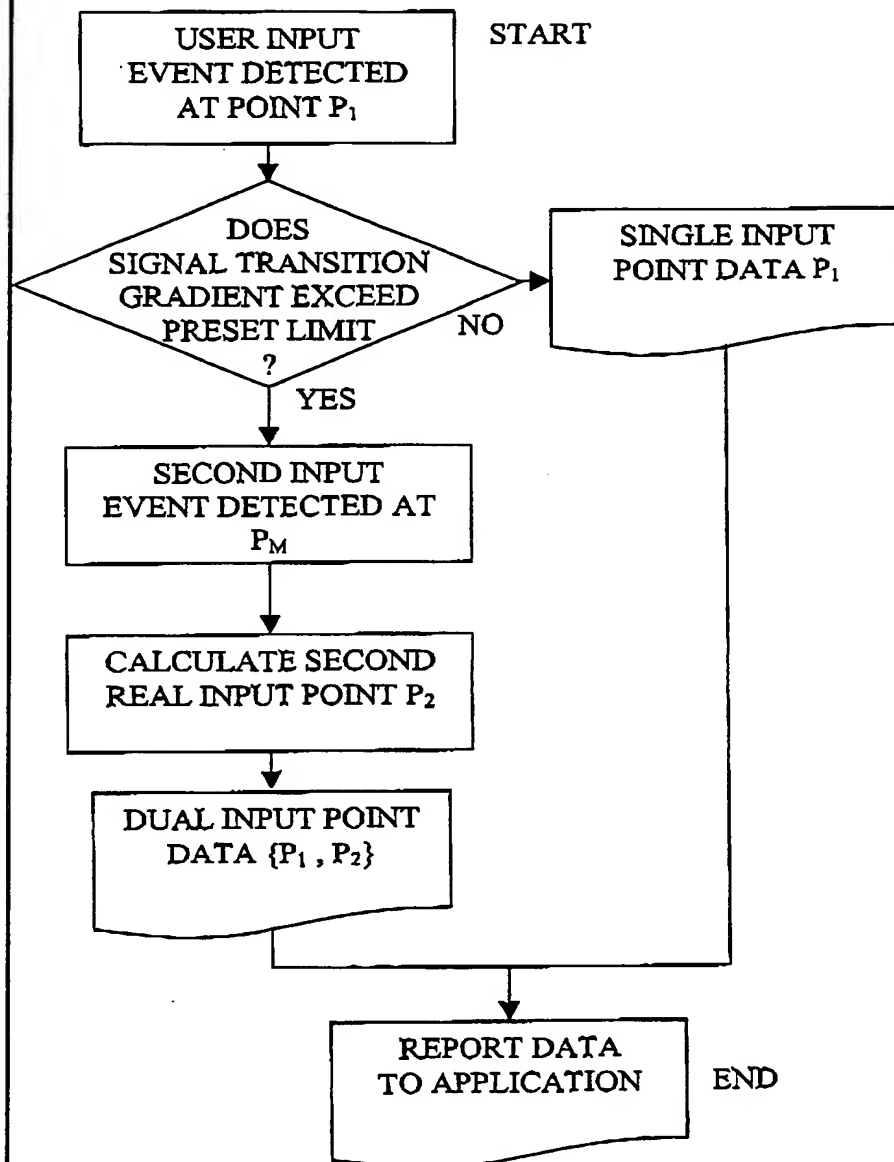 USER INPUT
EVENT DETECTED
AT POINT P₁
START
DOES
SIGNAL TRANSITION
GRADIENT EXCEED
PRESET LIMIT
?
NO
YES
SINGLE INPUT
POINT DATA P₁
SECOND INPUT
EVENT DETECTED AT
P_M
CALCULATE SECOND
REAL INPUT POINT P₂
DUAL INPUT POINT
DATA {P₁ , P₂}
REPORT DATA
TO APPLICATION
END